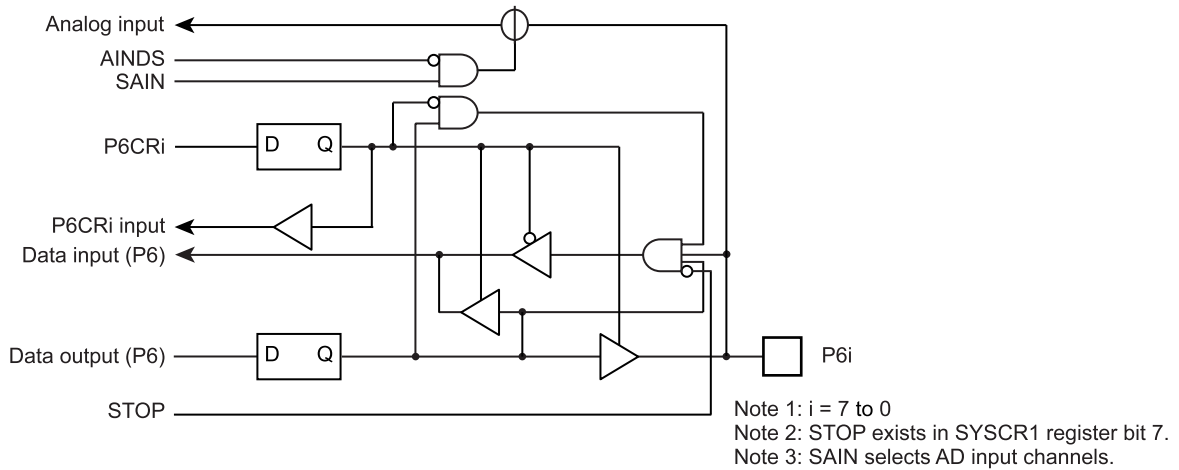 Analog input
AINDS
SAIN
P6CRi
D Q
P6CRi input
Data input (P6)
Data output (P6)
D Q
P6i
STOP
Note 1: i = 7 to 0
Note 2: STOP exists in SYSCR1 register bit 7.
Note 3: SAIN selects AD input channels.